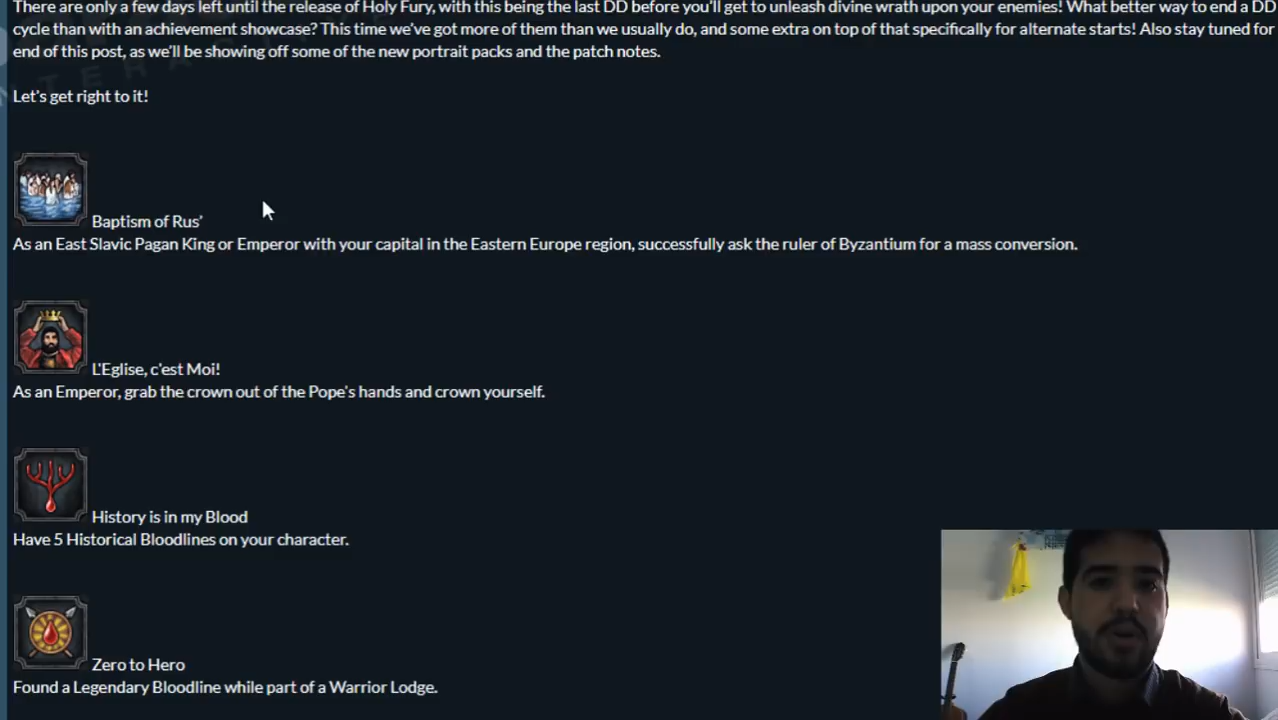 There are only a few days left until the release of Holy Fury, with this being the last DD before you'll get to unleash divine wrath upon your enemies! What better way to end a DD
cycle than with an achievement showcase? This time we've got more of them than we usually do, and some extra on top of that specifically for alternate starts! Also stay tuned for
end of this post, as we'll be showing off some of the new portrait packs and the patch notes.
Let's get right to it!
Baptism of Rus'
As an East Slavic Pagan King or Emperor with your capital in the Eastern Europe region, successfully ask the ruler of Byzantium for a mass conversion.
L'Eglise, c'est Moi!
As an Emperor, grab the crown out of the Pope's hands and crown yourself.
History is in my Blood
Have 5 Historical Bloodlines on your character.
Zero to Hero
Found a Legendary Bloodline while part of a Warrior Lodge.